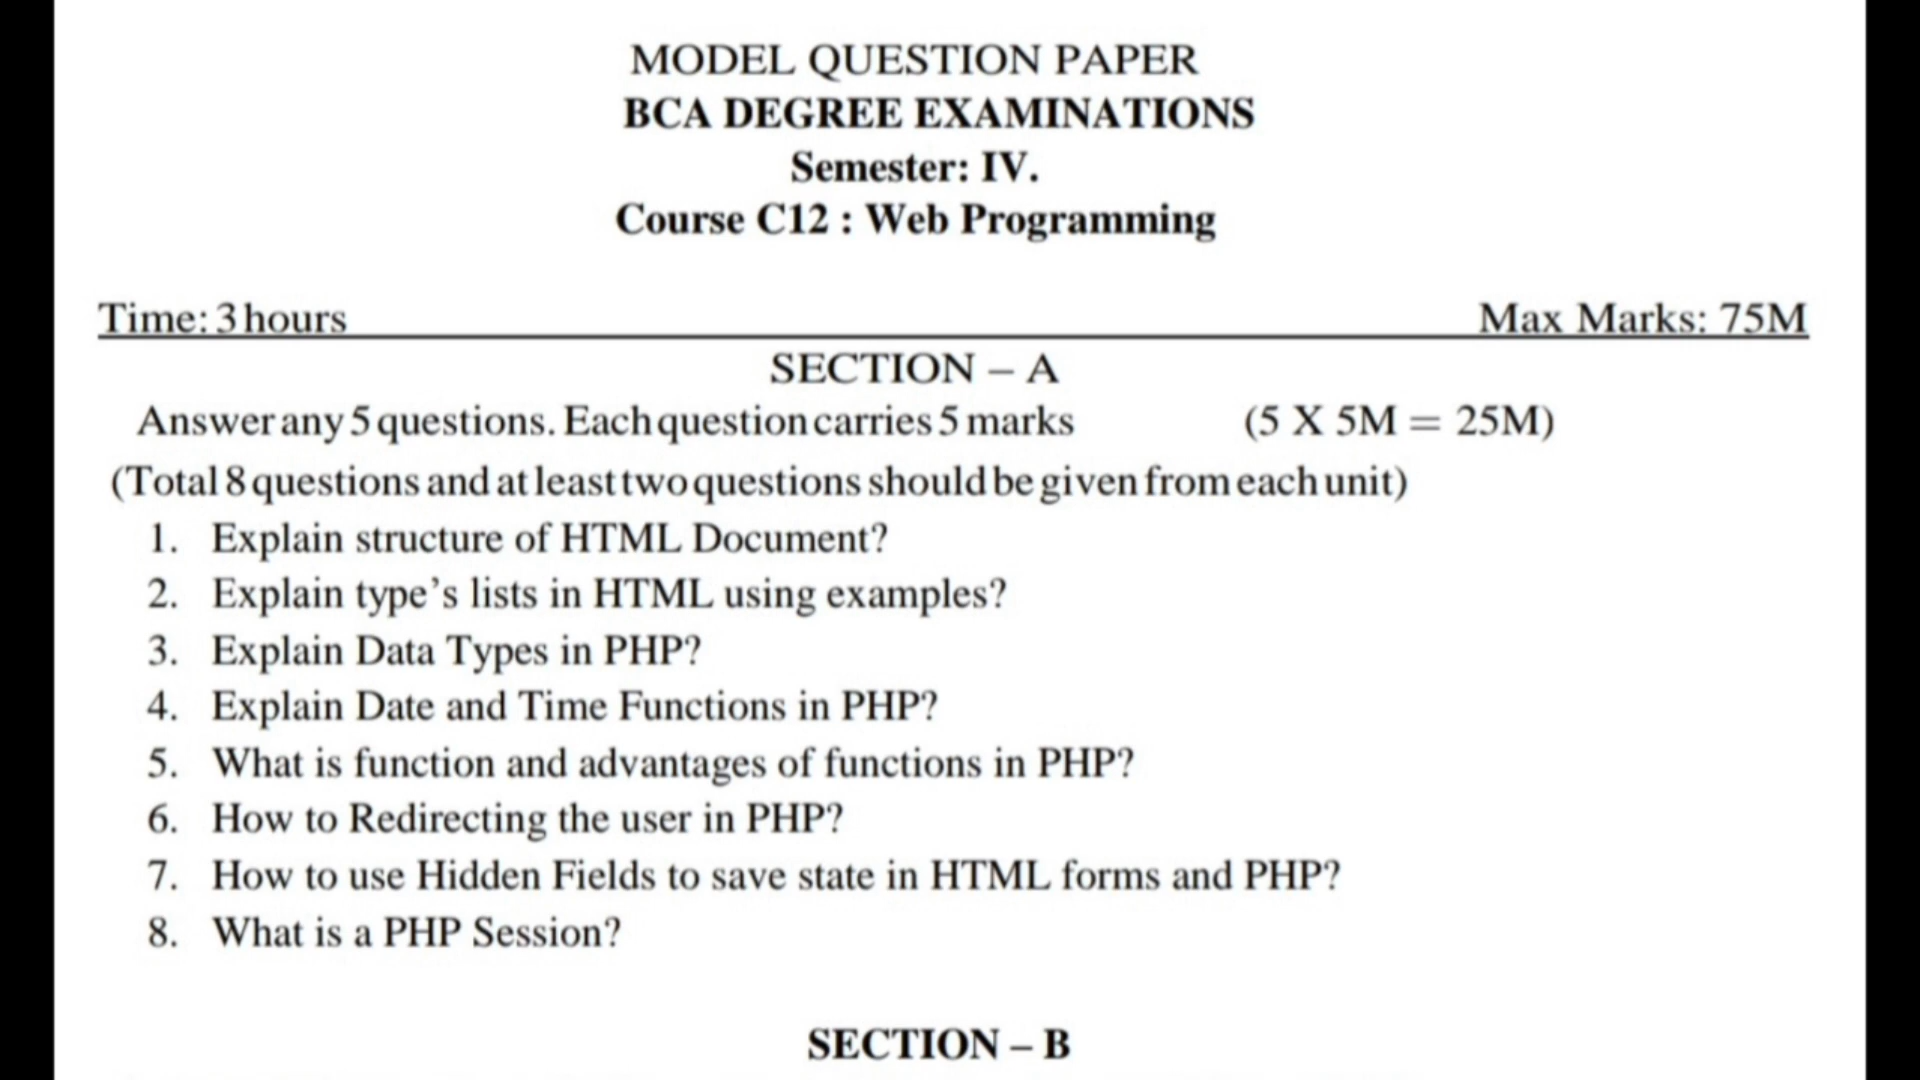 MODEL QUESTION PAPER
BCA DEGREE EXAMINATIONS
Semester: IV.
Course C12 : Web Programming
Time: 3 hours Max Marks: 75M
SECTION – A
Answer any 5 questions. Each question carries 5 marks (5 X 5M = 25M)
(Total 8 questions and at least two questions should be given from each unit)
1. Explain structure of HTML Document?
2. Explain type’s lists in HTML using examples?
3. Explain Data Types in PHP?
4. Explain Date and Time Functions in PHP?
5. What is function and advantages of functions in PHP?
6. How to Redirecting the user in PHP?
7. How to use Hidden Fields to save state in HTML forms and PHP?
8. What is a PHP Session?
SECTION – B